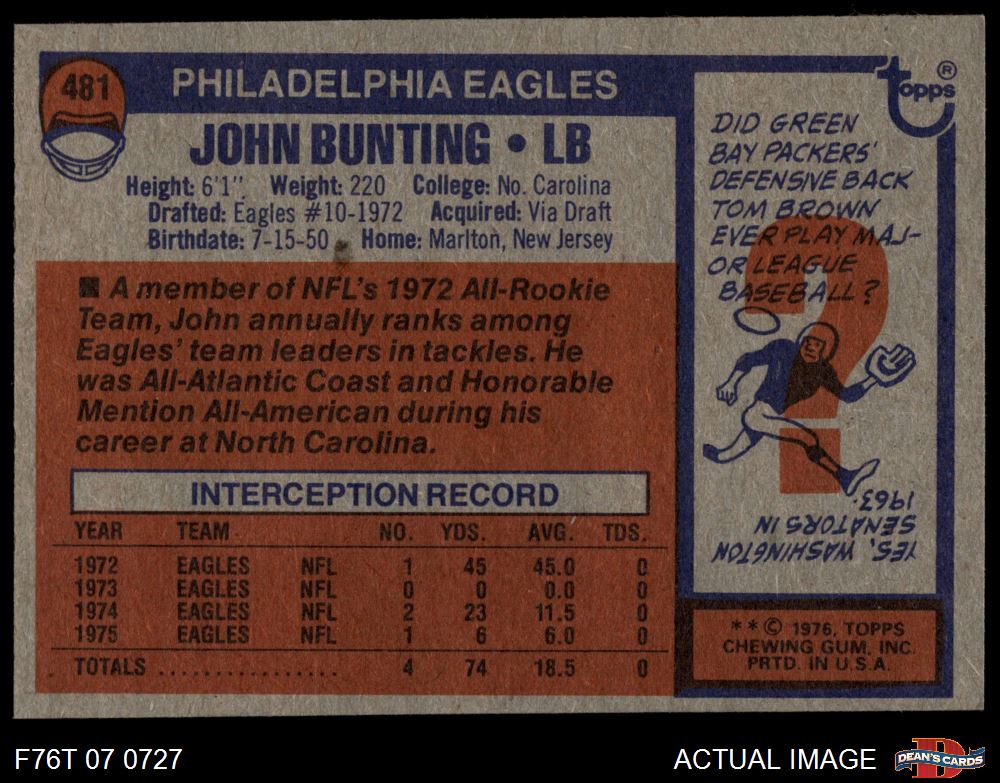 481
PHILADELPHIA EAGLES
JOHN BUNTING • LB
Height: 6'1". Weight: 220 College: No. Carolina
Drafted: Eagles #10-1972 Acquired: Via Draft
Birthdate: 7-15-50 Home: Marlton, New Jersey
■ A member of NFL's 1972 All-Rookie
Team, John annually ranks among
Eagles' team leaders in tackles. He
was All-Atlantic Coast and Honorable
Mention All-American during his
career at North Carolina.
INTERCEPTION RECORD
YEAR TEAM NO. YDS. AVG. TDS.
1972 EAGLES NFL 1 45 45.0 0
1973 EAGLES NFL 0 0 0.0 0
1974 EAGLES NFL 2 23 11.5 0
1975 EAGLES NFL 1 6 6.0 0
TOTALS ................. 4 74 18.5 0
topps ®
DID GREEN
BAY PACKERS'
DEFENSIVE BACK
TOM BROWN
EVER PLAY MAJ-
OR LEAGUE
BASEBALL?
?
YES, WASHINGTON
SENATORS IN
1963.
* * © 1976, TOPPS
CHEWING GUM, INC.
PRTD. IN U.S.A.
F76T 07 0727
ACTUAL IMAGE
D
DEAN'S CARDS